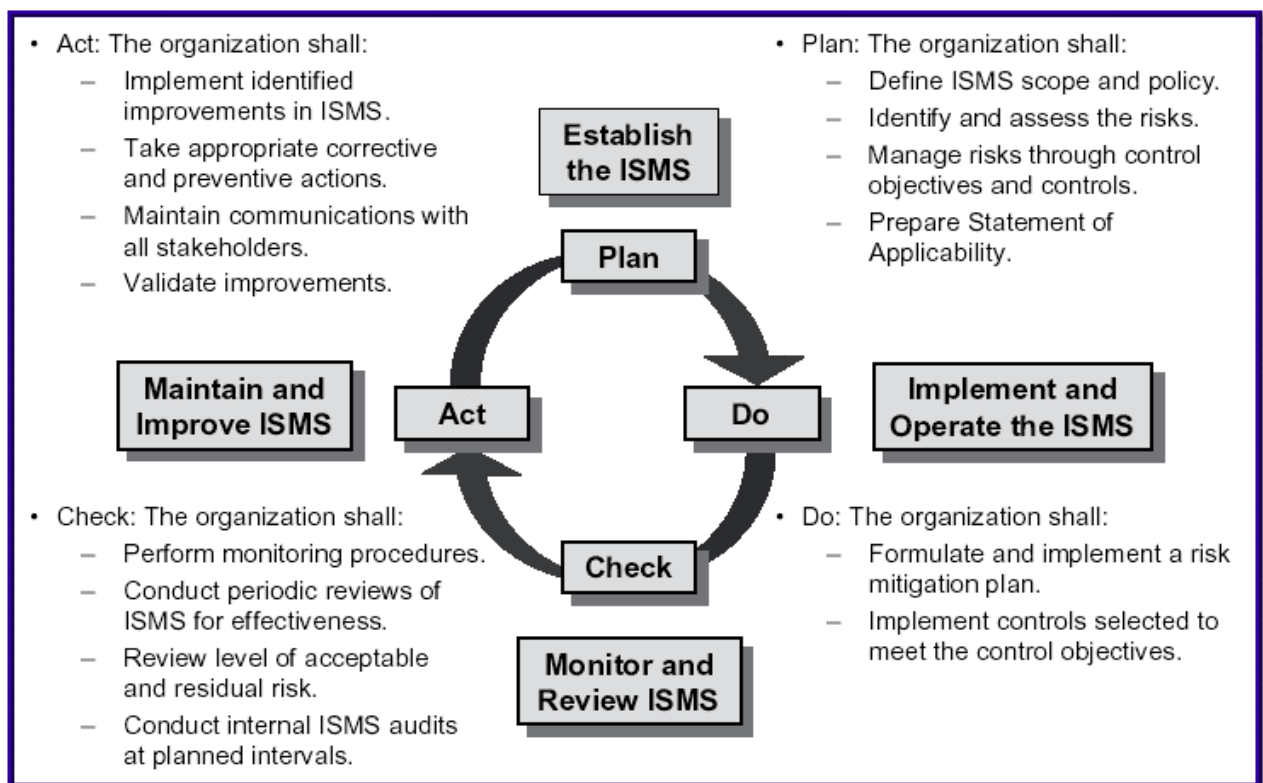 • Act: The organization shall:
– Implement identified
improvements in ISMS.
– Take appropriate corrective
and preventive actions.
– Maintain communications with
all stakeholders.
– Validate improvements.
• Plan: The organization shall:
– Define ISMS scope and policy.
– Identify and assess the risks.
– Manage risks through control
objectives and controls.
– Prepare Statement of
Applicability.
Establish
the ISMS
Plan
Maintain and
Improve ISMS
Act
Do
Implement and
Operate the ISMS
• Check: The organization shall:
– Perform monitoring procedures.
– Conduct periodic reviews of
ISMS for effectiveness.
– Review level of acceptable
and residual risk.
– Conduct internal ISMS audits
at planned intervals.
Check
Monitor and
Review ISMS
• Do: The organization shall:
– Formulate and implement a risk
mitigation plan.
– Implement controls selected to
meet the control objectives.